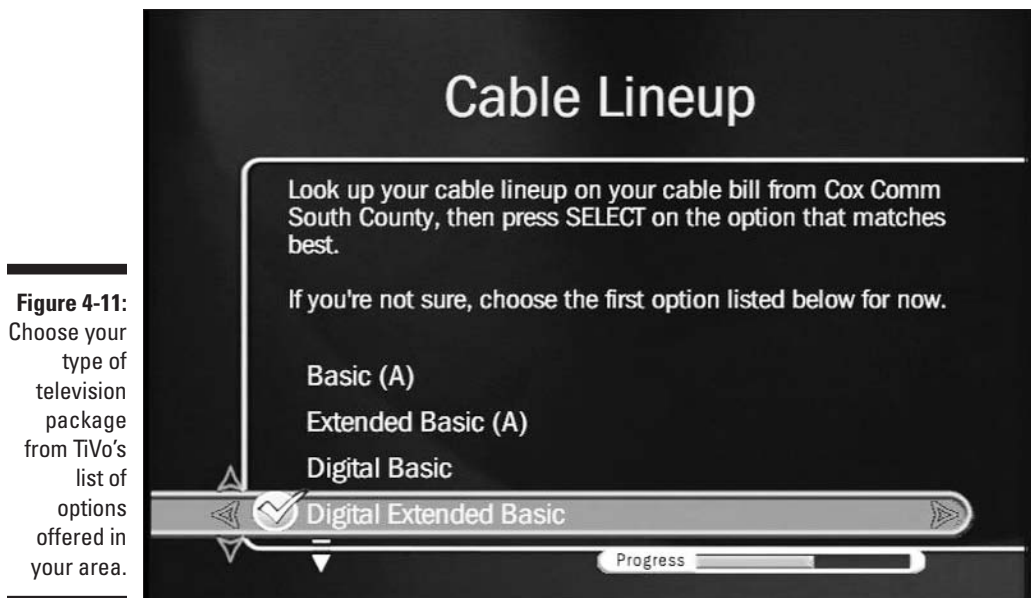 Cable Lineup
Look up your cable lineup on your cable bill from Cox Comm
South County, then press SELECT on the option that matches
best.
If you're not sure, choose the first option listed below for now.
Basic (A)
Extended Basic (A)
Digital Basic
Digital Extended Basic
Progress
Figure 4-11:
Choose your
type of
television
package
from TiVo’s
list of
options
offered in
your area.